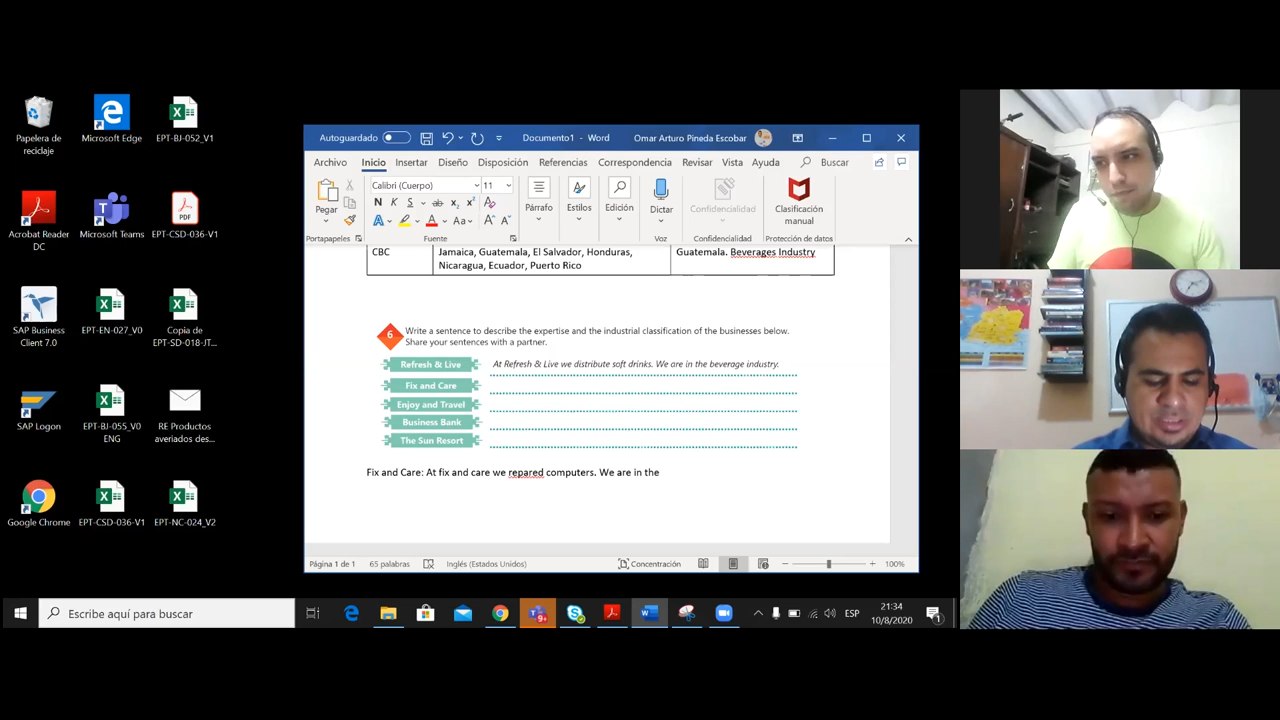 Papelera de
reciclaje
Microsoft Edge
EPT-BJ-052_V1
Acrobat Reader
DC
Microsoft Teams
PDF
EPT-CSD-036-V1
SAP Business
Client 7.0
EPT-EN-027_V0
Copia de
EPT-SD-018-JT...
SAP Logon
EPT-BJ-055_V0
ENG
RE Productos
averiados des...
Google Chrome
EPT-CSD-036-V1
EPT-NC-024_V2
Autoguardado
Documento1 - Word
Omar Arturo Pineda Escobar
Archivo Inicio Insertar Diseño Disposición Referencias Correspondencia Revisar Vista Ayuda Buscar
Pegar
Portapapeles
Calibri (Cuerpo) 11
N K S ab x₂ x²
A A Aa A A
Fuente
Párrafo
Estilos
Edición
Dictar
Voz
Confidencialidad
Confidencialidad
Clasificación
manual
Protección de datos
CBC
Jamaica, Guatemala, El Salvador, Honduras,
Nicaragua, Ecuador, Puerto Rico
Guatemala. Beverages Industry
6
Write a sentence to describe the expertise and the industrial classification of the businesses below.
Share your sentences with a partner.
Refresh & Live
At Refresh & Live we distribute soft drinks. We are in the beverage industry.
Fix and Care
Enjoy and Travel
Business Bank
The Sun Resort
Fix and Care: At fix and care we repared computers. We are in the
Página 1 de 1 65 palabras Inglés (Estados Unidos) Concentración 100%
Escribe aquí para buscar
9+
ESP
21:34
10/8/2020
1